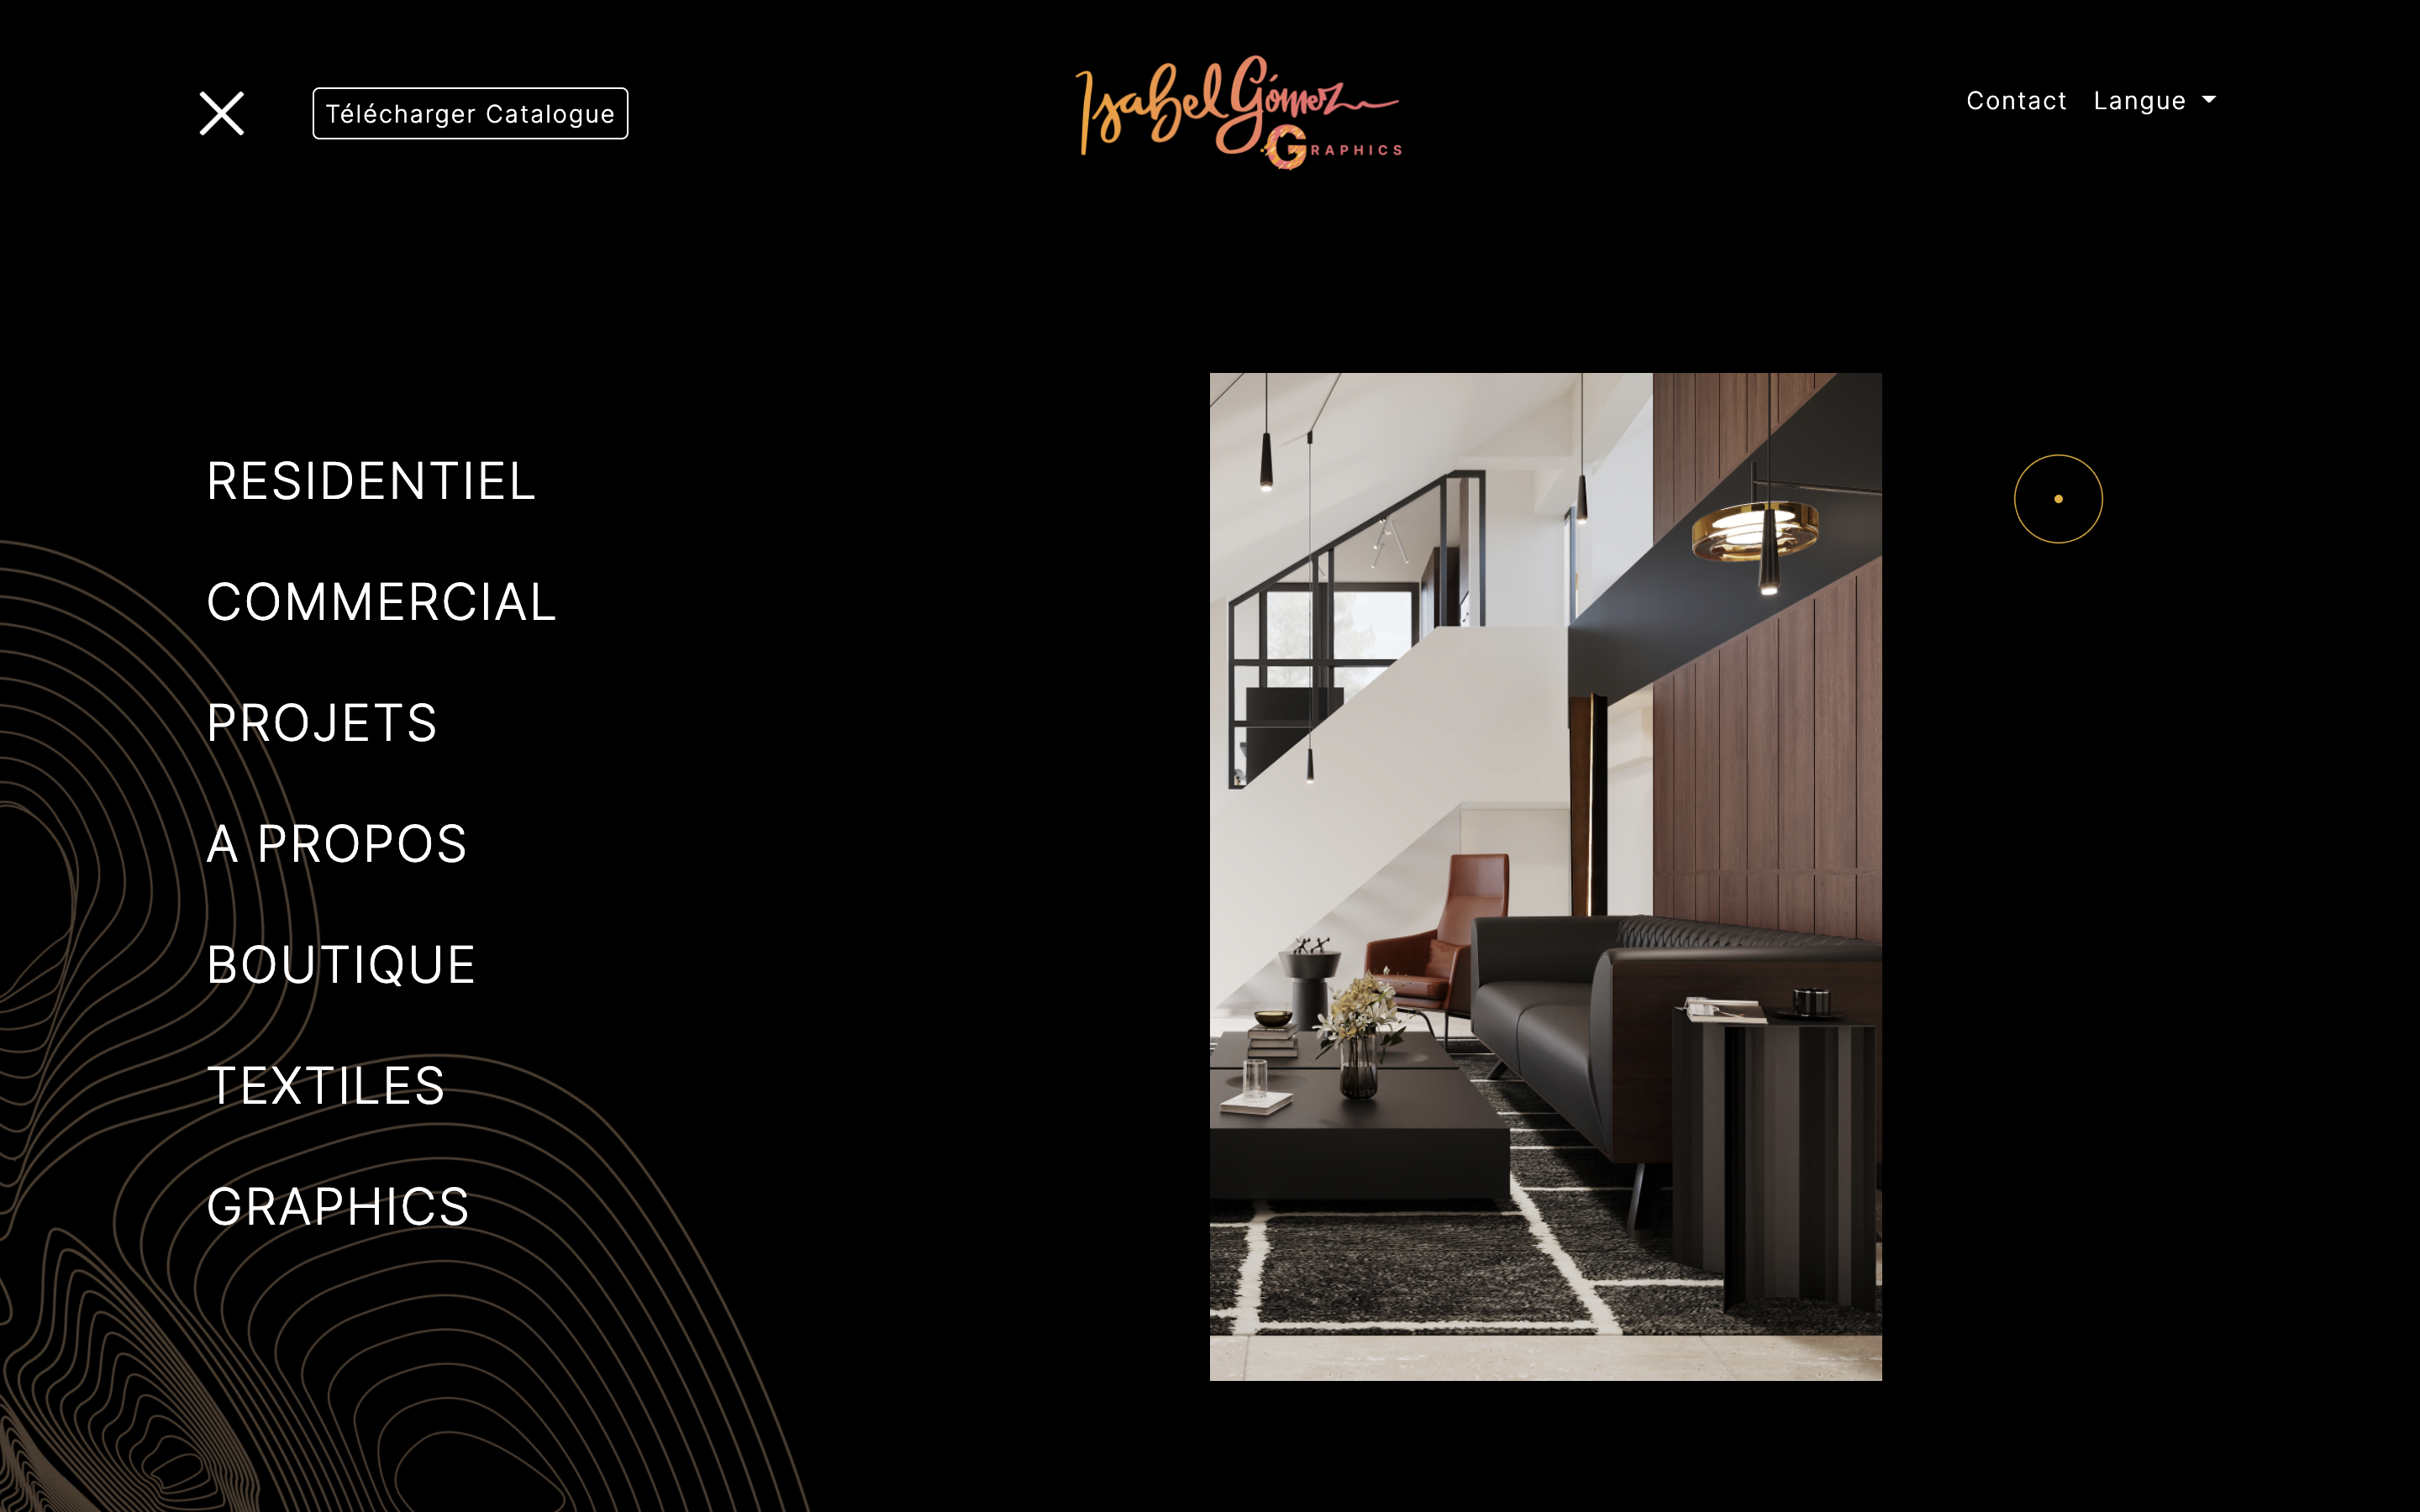 Télécharger Catalogue
Isabel Gómez
GRAPHICS
Contact
Langue
RESIDENTIEL
COMMERCIAL
PROJETS
A PROPOS
BOUTIQUE
TEXTILES
GRAPHICS